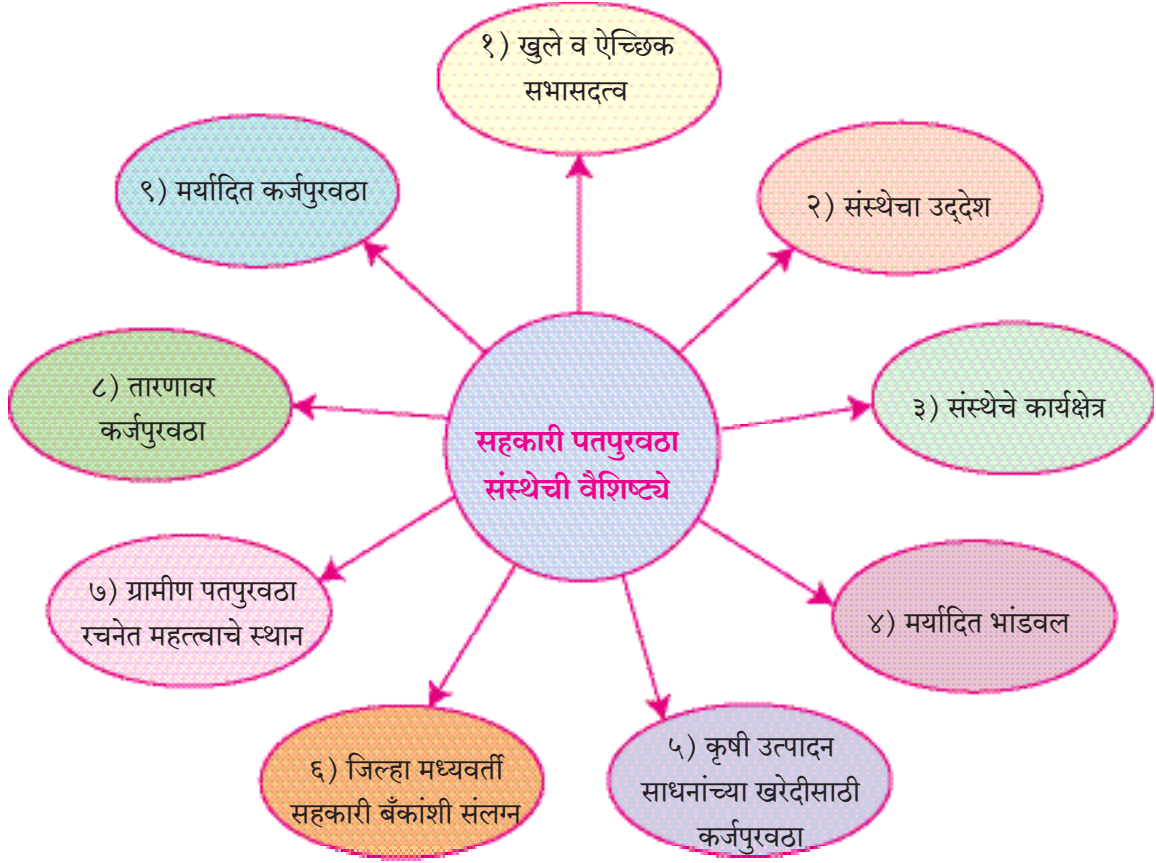 सहकारी पतपुरवठा
संस्थेची वैशिष्ट्ये
१) खुले व ऐच्छिक
सभासदत्व
२) संस्थेचा उद्‌देश
३) संस्थेचे कार्यक्षेत्र
४) मर्यादित भांडवल
५) कृषी उत्पादन
साधनांच्या खरेदीसाठी
कर्जपुरवठा
६) जिल्हा मध्यवर्ती
सहकारी बँकांशी संलग्न
७) ग्रामीण पतपुरवठा
रचनेत महत्त्वाचे स्थान
८) तारणावर
कर्जपुरवठा
९) मर्यादित कर्जपुरवठा